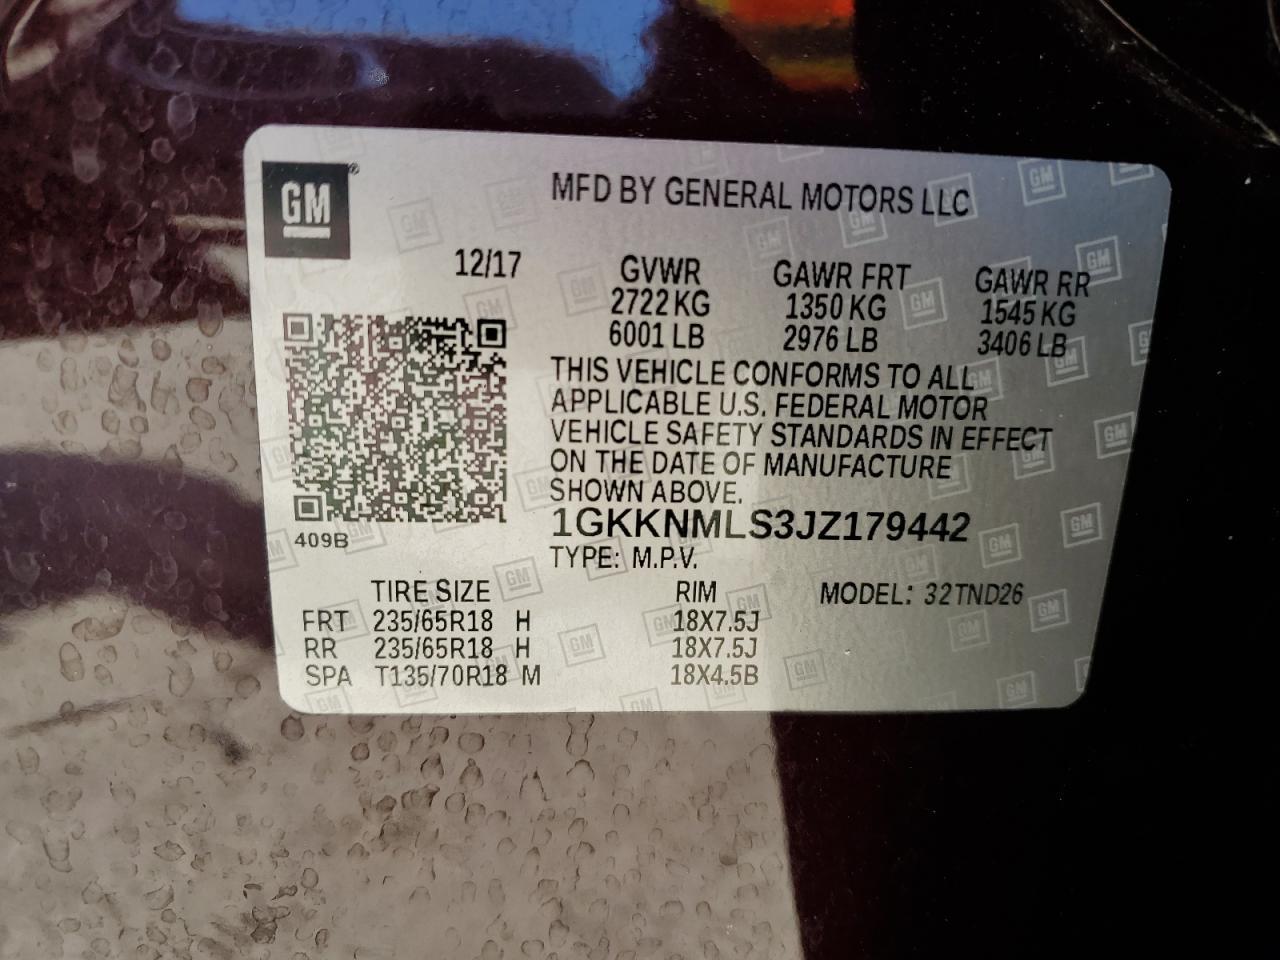 GM®
MFD BY GENERAL MOTORS LLC
12/17
GVWR GAWR FRT GAWR RR
2722 KG 1350 KG 1545 KG
6001 LB 2976 LB 3406 LB
THIS VEHICLE CONFORMS TO ALL
APPLICABLE U.S. FEDERAL MOTOR
VEHICLE SAFETY STANDARDS IN EFFECT
ON THE DATE OF MANUFACTURE
SHOWN ABOVE.
1GKKNMLS3JZ179442
409B
TYPE: M.P.V.
TIRE SIZE RIM MODEL: 32TND26
FRT 235/65R18 H 18X7.5J
RR 235/65R18 H 18X7.5J
SPA T135/70R18 M 18X4.5B